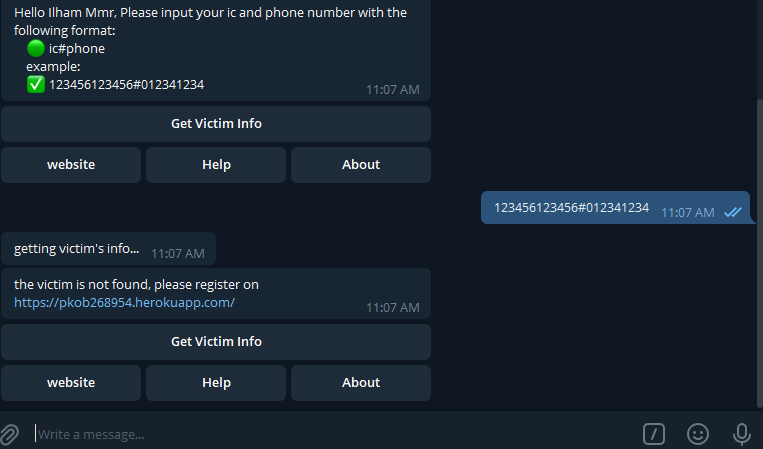 Hello Ilham Mmr, Please input your ic and phone number with the
following format:
🟢 ic#phone
example:
✅ 123456123456#012341234
11:07 AM
Get Victim Info
website Help About
123456123456#012341234 11:07 AM
getting victim's info... 11:07 AM
the victim is not found, please register on
https://pkob268954.herokuapp.com/
11:07 AM
Get Victim Info
website Help About
Write a message...